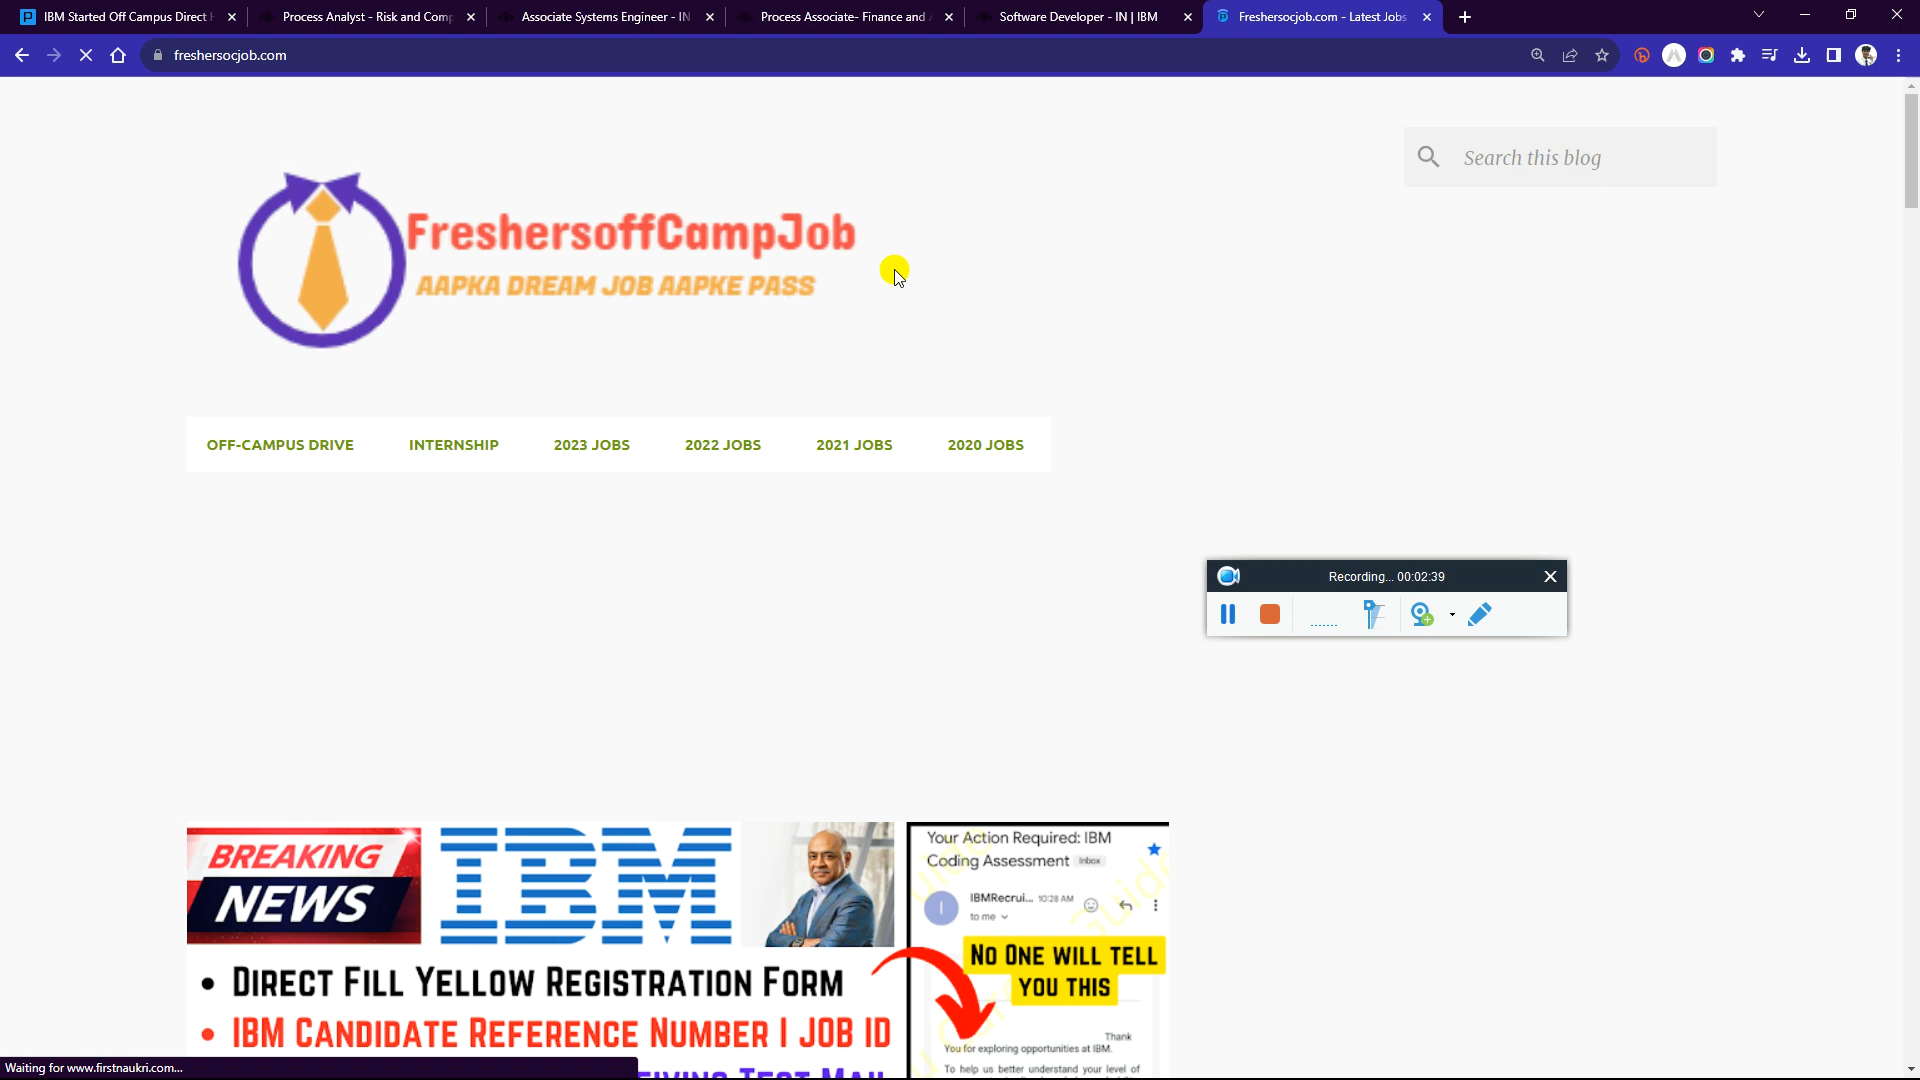 IBM Started Off Campus Direct H
Process Analyst - Risk and Comp
Associate Systems Engineer - IN
Process Associate- Finance and A
Software Developer - IN | IBM
Freshersocjob.com - Latest Jobs
freshersocjob.com
Search this blog
FreshersoffCampJob
AAPKA DREAM JOB AAPKE PASS
OFF-CAMPUS DRIVE
INTERNSHIP
2023 JOBS
2022 JOBS
2021 JOBS
2020 JOBS
Recording... 00:02:39
BREAKING
NEWS
IBM
Your Action Required: IBM
Coding Assessment
Inbox
I
IBMRecrui... 10:28 AM
to me
NO ONE WILL TELL
YOU THIS
• DIRECT FILL YELLOW REGISTRATION FORM
• IBM CANDIDATE REFERENCE NUMBER | JOB ID
Thank
You for exploring opportunities at IBM.
To help us better understand your level of
EIVING TEST MAIL
Waiting for www.firstnaukri.com...